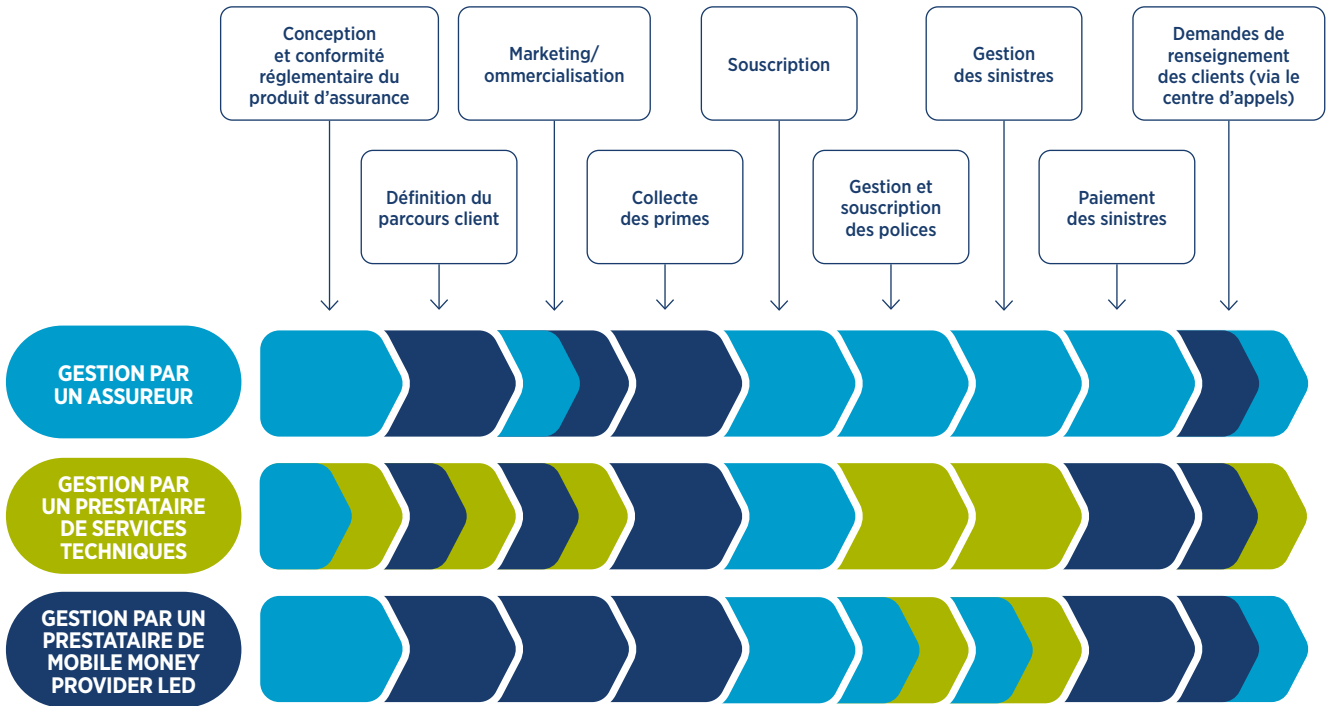 Conception
et conformité
réglementaire du
produit d’assurance
Marketing/
ommercialisation
Souscription
Gestion
des sinistres
Demandes de
renseignement
des clients (via le
centre d’appels)
Définition du
parcours client
Collecte
des primes
Gestion et
souscription
des polices
Paiement
des sinistres
GESTION PAR
UN ASSUREUR
GESTION PAR
UN PRESTATAIRE
DE SERVICES
TECHNIQUES
GESTION PAR UN
PRESTATAIRE DE
MOBILE MONEY
PROVIDER LED